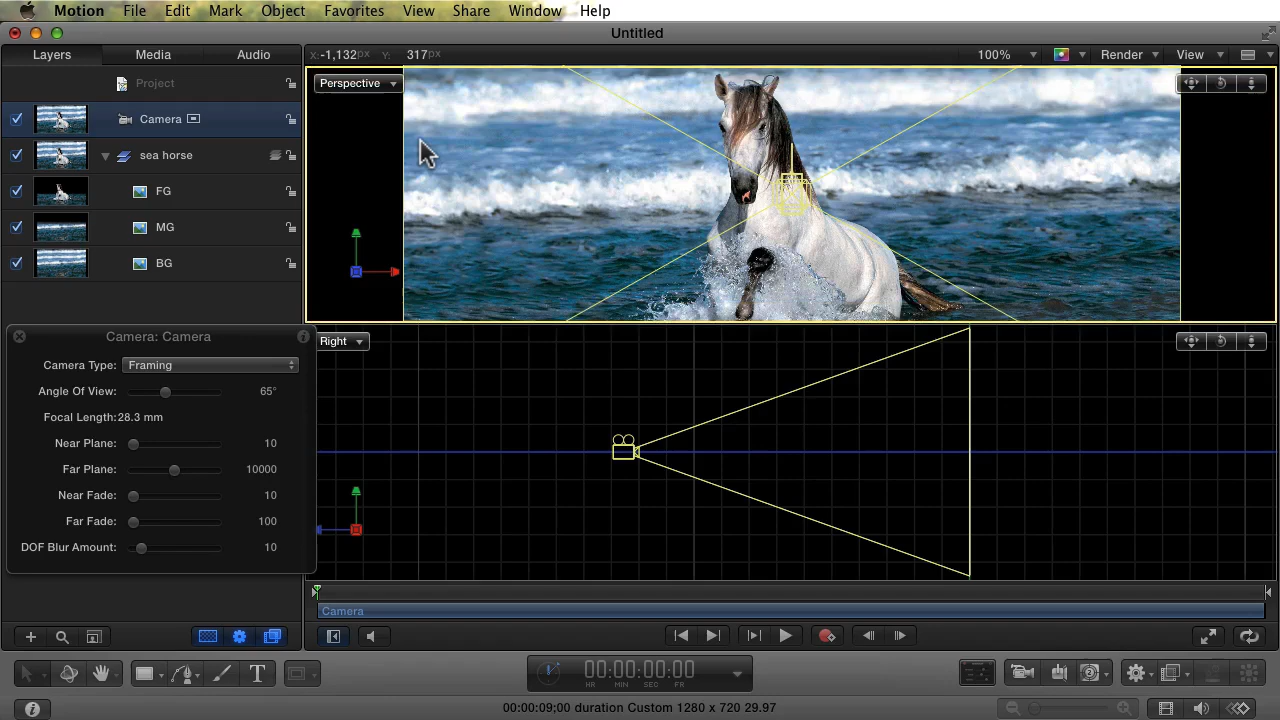 Motion File Edit Mark Object Favorites View Share Window Help
Untitled
Layers Media Audio
X: -1,132px Y: 317px
100% Render View
Project
Perspective
Camera
sea horse
FG
MG
BG
Camera: Camera
Camera Type: Framing
Angle Of View: 65°
Focal Length: 28.3 mm
Near Plane: 10
Far Plane: 10000
Near Fade: 10
Far Fade: 100
DOF Blur Amount: 10
Right
Camera
T
00:00:00:00
HR MIN SEC FR
2
00:00:09;00 duration Custom 1280 x 720 29.97